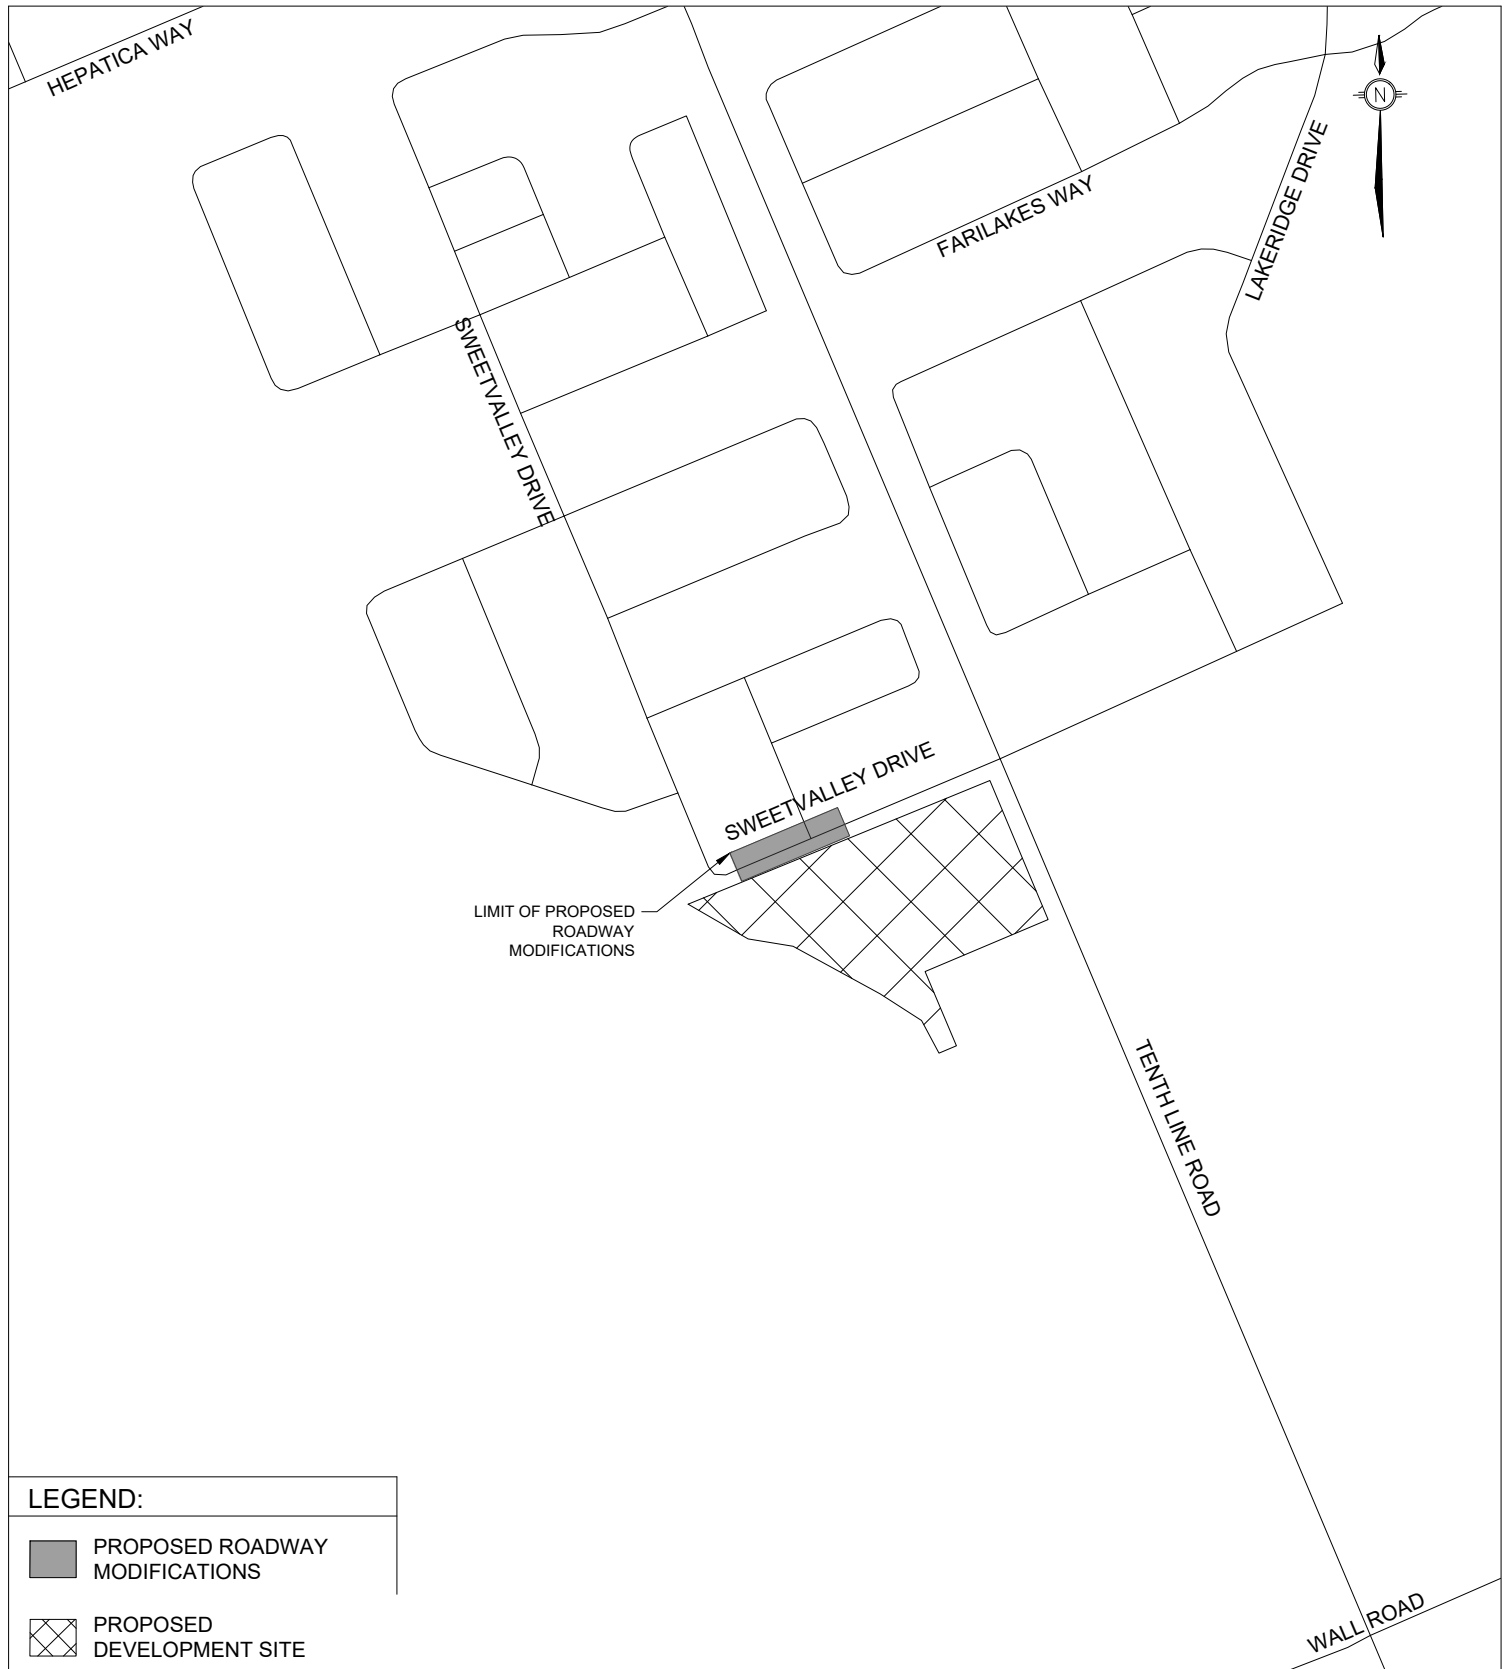 HEPATICA WAY
N
FARILAKES WAY
LAKERIDGE DRIVE
SWEETVALLEY DRIVE
SWEETVALLEY DRIVE
LIMIT OF PROPOSED
ROADWAY
MODIFICATIONS
TENTH LINE ROAD
WALL ROAD
LEGEND:
PROPOSED ROADWAY
MODIFICATIONS
PROPOSED
DEVELOPMENT SITE